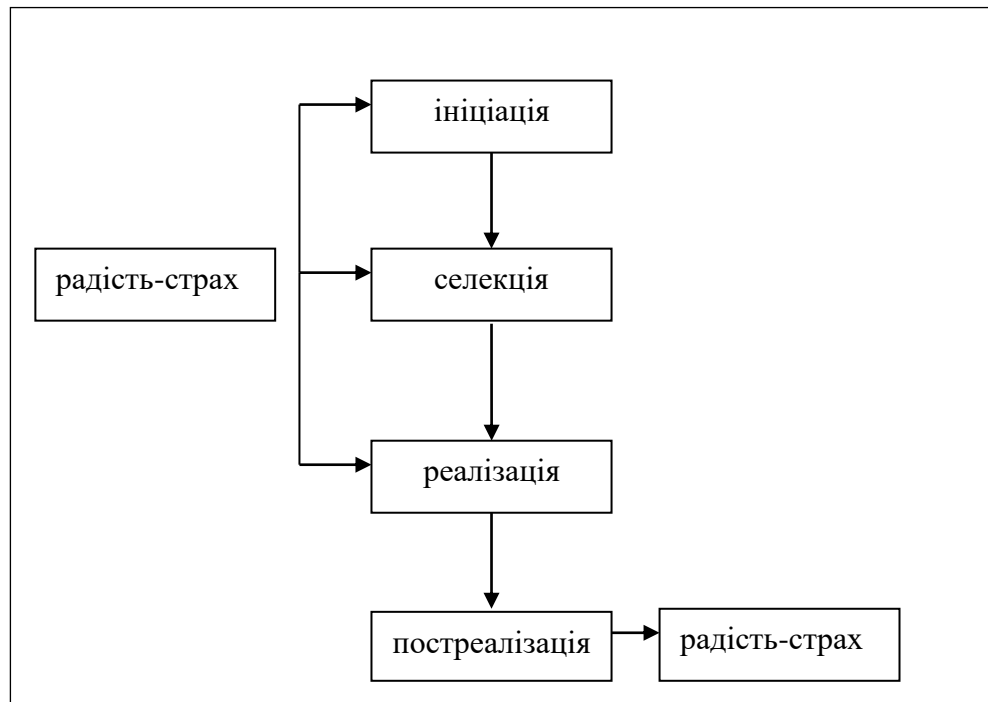 ініціація
радість-страх
селекція
реалізація
постреалізація
радість-страх